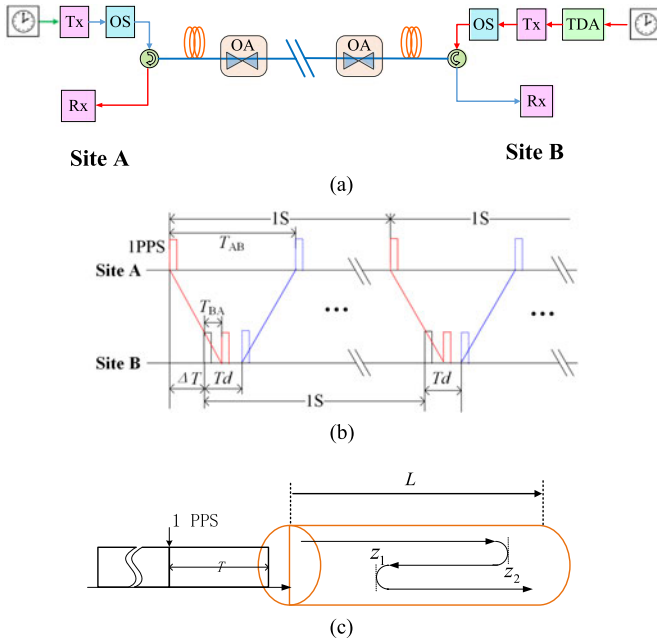 Tx OS OA OA OS Tx TDA
Rx Rx
Site A Site B
(a)
1S 1S
1PPS T_AB
Site A
T_BA ... ...
Site B
ΔT Td Td
1S
(b)
L
1 PPS
T z_1 z_2
(c)